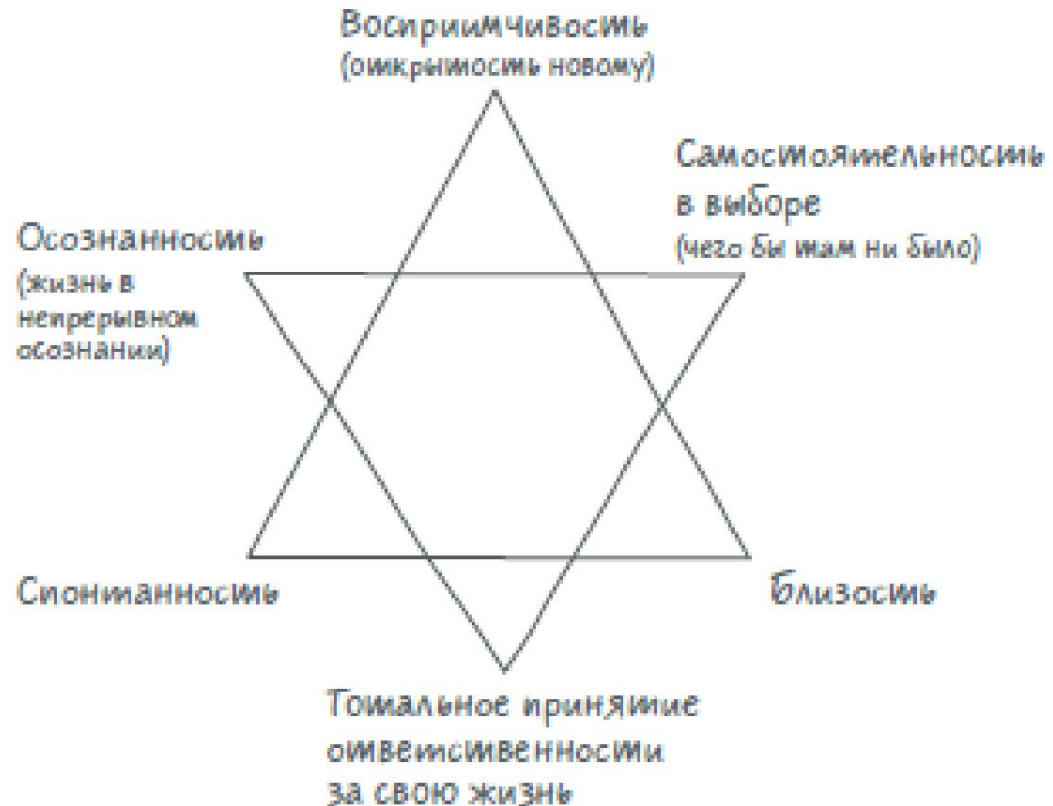 Восприимчивость
(открытость новому)
Самостоятельность
в выборе
(чего бы там ни было)
Осознанность
(жизнь в
непрерывном
осознании)
Спонтанность
Близость
Тотальное принятие
ответственности
за свою жизнь